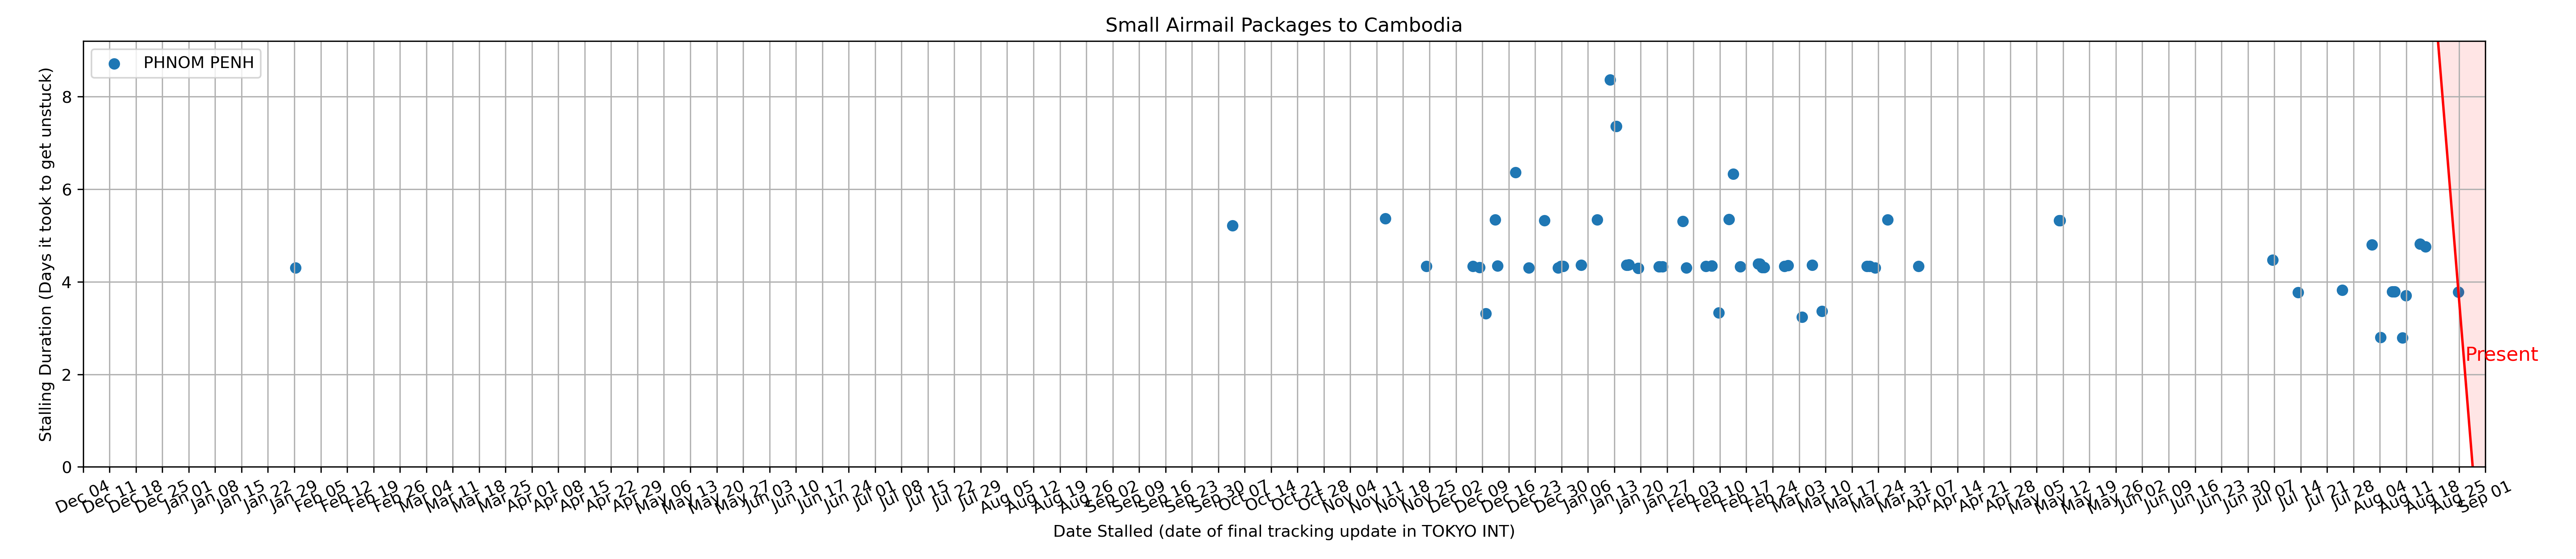 Small Airmail Packages to Cambodia
PHNOM PENH
Stalling Duration (Days it took to get unstuck)
8
6
4
2
0
Present
Dec 04
Dec 11
Dec 18
Dec 25
Jan 01
Jan 08
Jan 15
Jan 22
Jan 29
Feb 05
Feb 12
Feb 19
Feb 26
Mar 04
Mar 11
Mar 18
Mar 25
Apr 01
Apr 08
Apr 15
Apr 22
Apr 29
May 06
May 13
May 20
May 27
Jun 03
Jun 10
Jun 17
Jun 24
Jul 01
Jul 08
Jul 15
Jul 22
Jul 29
Aug 05
Aug 12
Aug 19
Aug 26
Sep 02
Sep 09
Sep 16
Sep 23
Sep 30
Oct 07
Oct 14
Oct 21
Oct 28
Nov 04
Nov 11
Nov 18
Nov 25
Dec 02
Dec 09
Dec 16
Dec 23
Dec 30
Jan 06
Jan 13
Jan 20
Jan 27
Feb 03
Feb 10
Feb 17
Feb 24
Mar 03
Mar 10
Mar 17
Mar 24
Mar 31
Apr 07
Apr 14
Apr 21
Apr 28
May 05
May 12
May 19
May 26
Jun 02
Jun 09
Jun 16
Jun 23
Jun 30
Jul 07
Jul 14
Jul 21
Jul 28
Aug 04
Aug 11
Aug 18
Aug 25
Sep 01
Date Stalled (date of final tracking update in TOKYO INT)